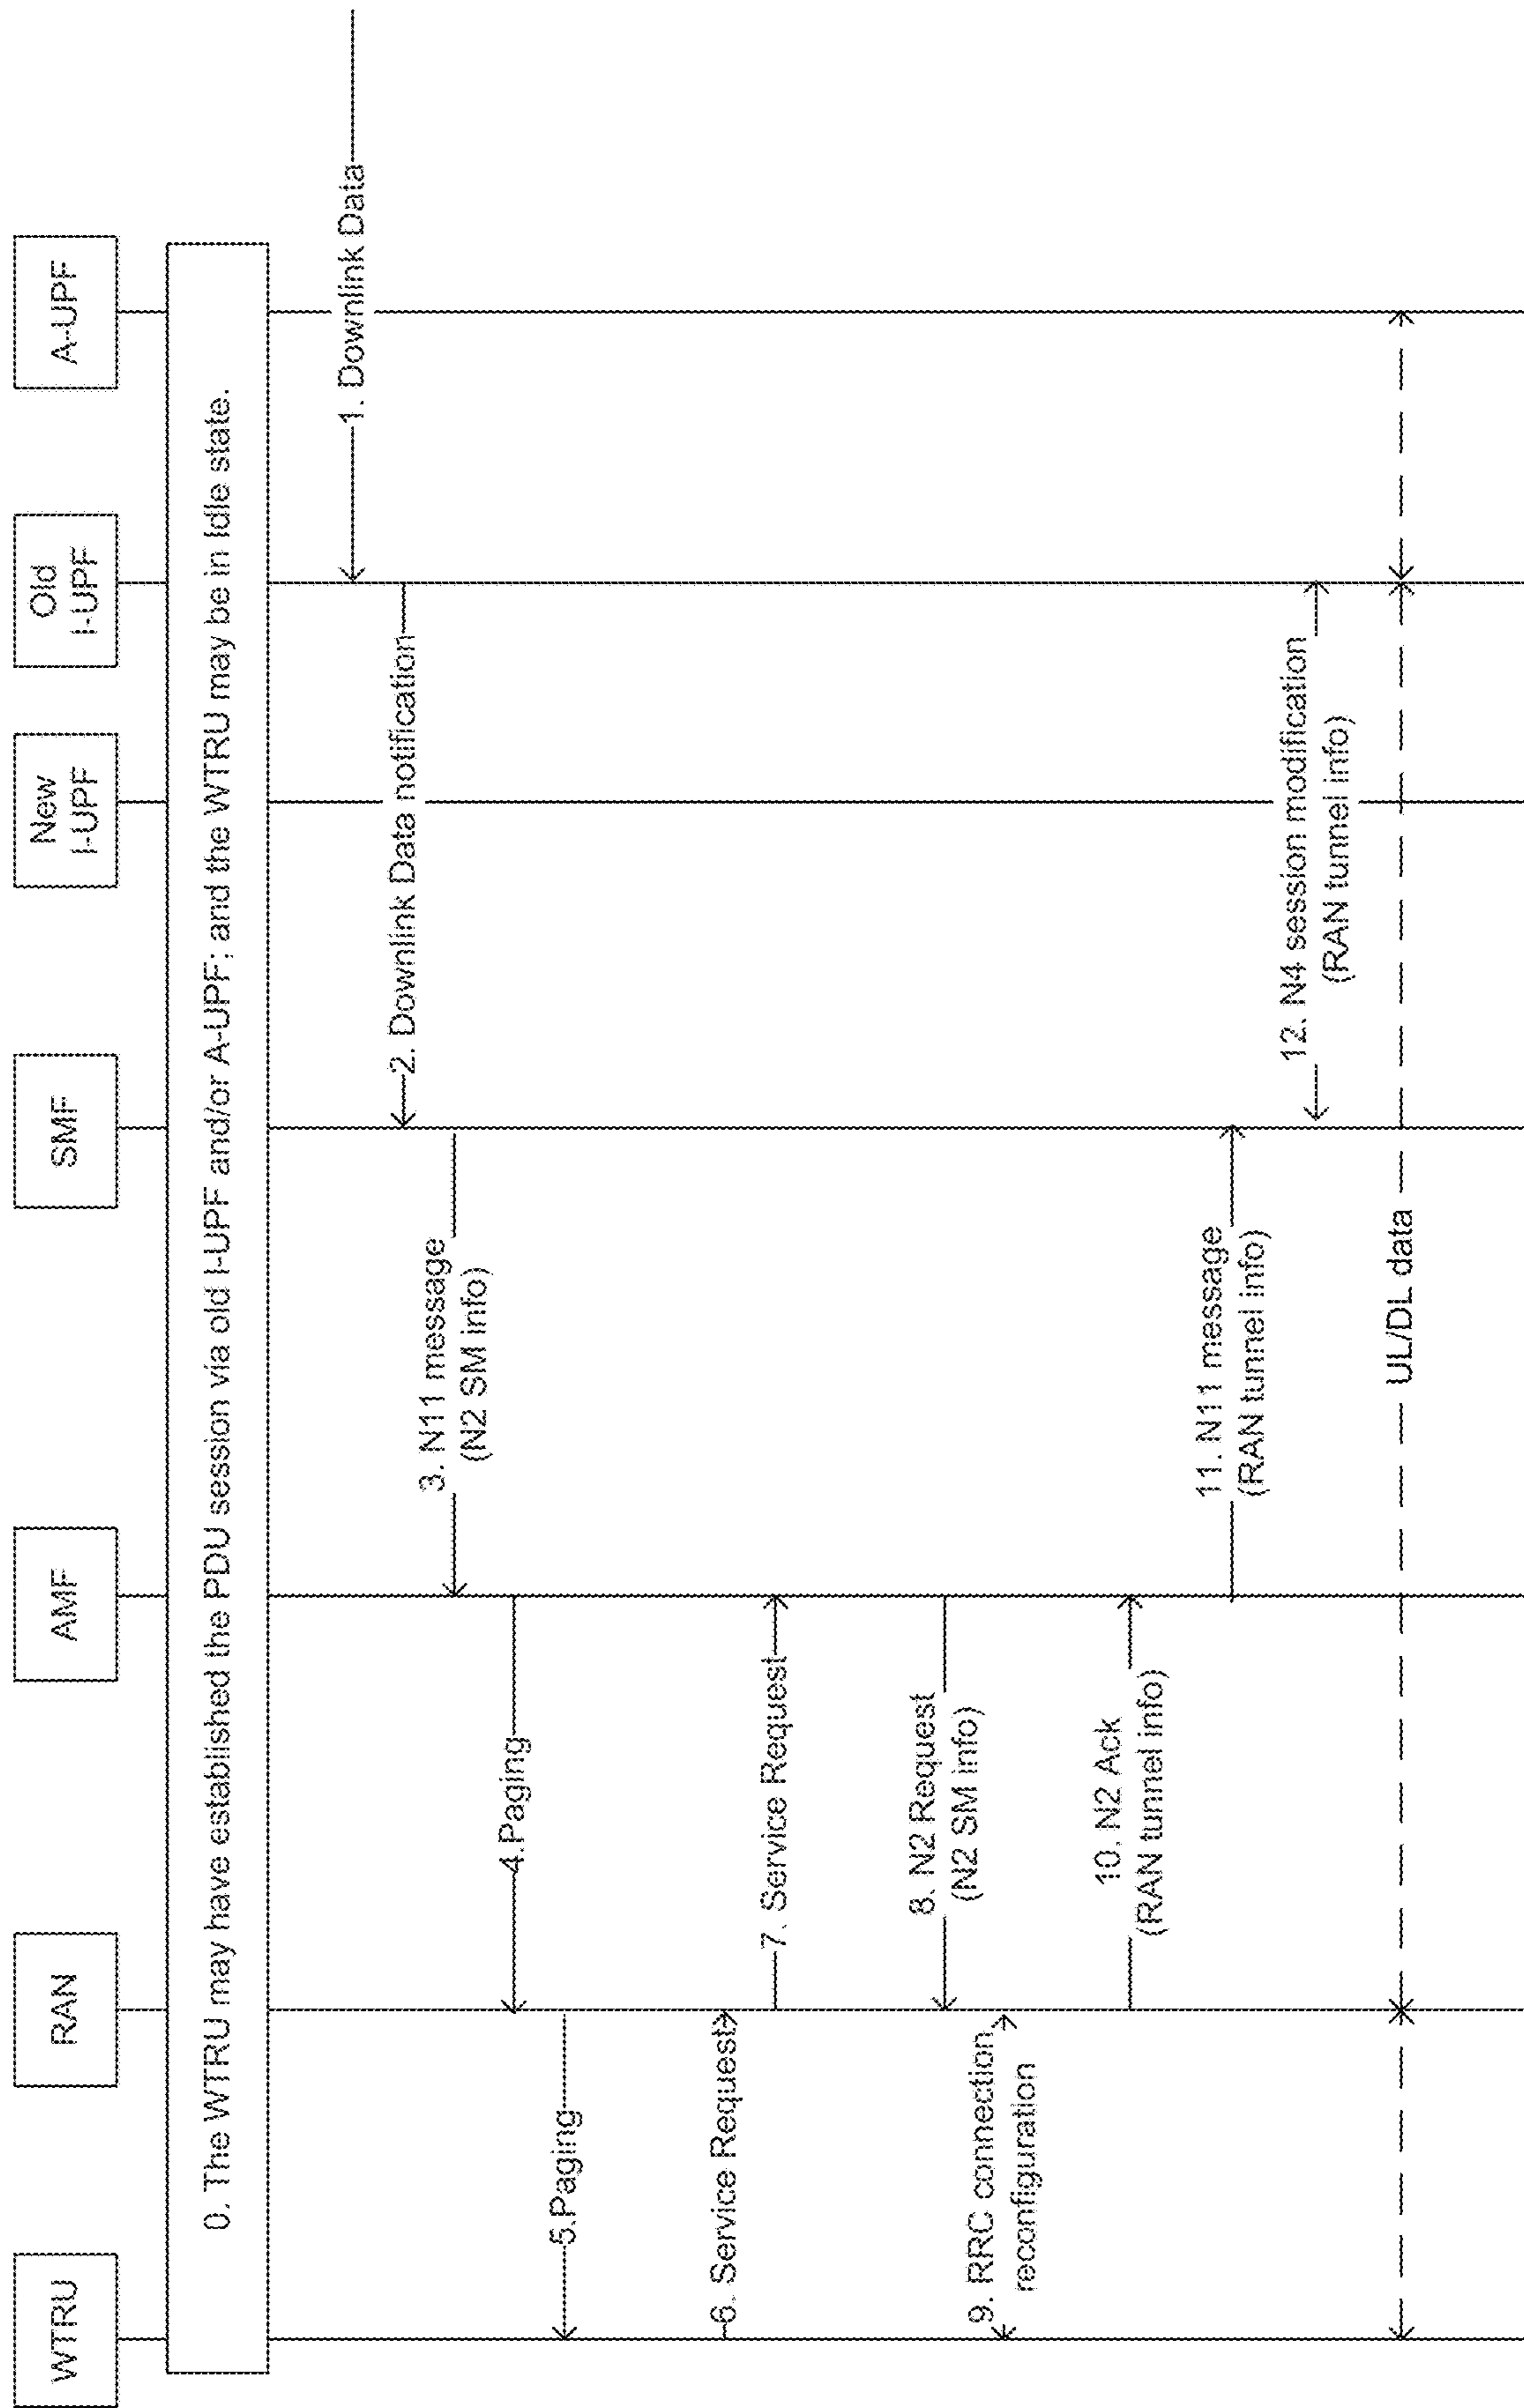 WTRU
RAN
AMF
SMF
New
I-UPF
Old
I-UPF
A-UPF
0. The WTRU may have established the PDU session via old I-UPF and/or A-UPF; and the WTRU may be in Idle state.
1. Downlink Data
2. Downlink Data notification
3. N11 message
(N2 SM info)
4.Paging
5.Paging
6. Service Request
7. Service Request
8. N2 Request
(N2 SM info)
9. RRC connection
reconfiguration
10. N2 Ack
(RAN tunnel info)
11. N11 message
(RAN tunnel info)
12. N4 session modification
(RAN tunnel info)
UL/DL data